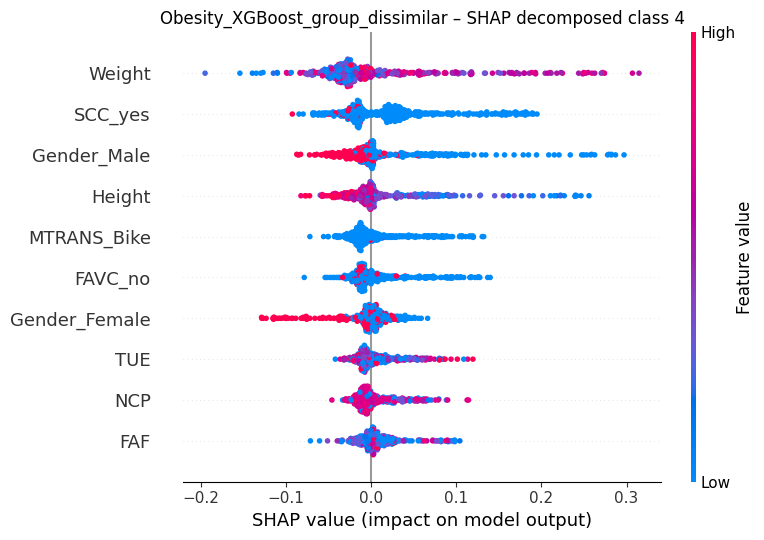 Obesity_XGBoost_group_dissimilar – SHAP decomposed class 4
High
Weight
SCC_yes
Gender_Male
Height
MTRANS_Bike
FAVC_no
Gender_Female
TUE
NCP
FAF
Feature value
Low
−0.2 −0.1 0.0 0.1 0.2 0.3
SHAP value (impact on model output)